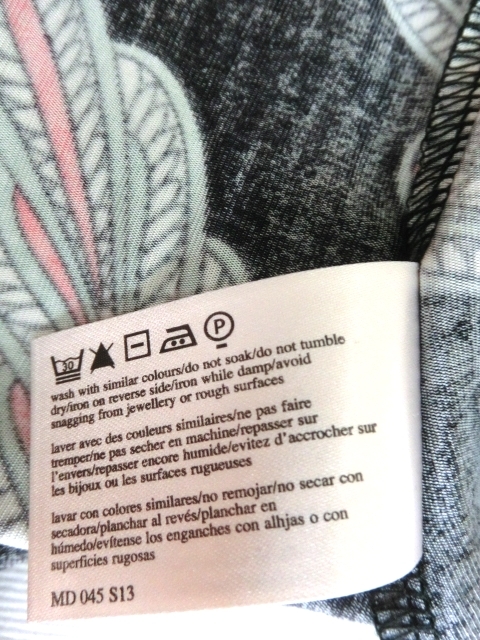 30
P
wash with similar colours/do not soak/do not tumble
dry/iron on reverse side/iron while damp/avoid
snagging from jewellery or rough surfaces
laver avec des couleurs similaires/ne pas faire
tremper/ne pas secher en machine/repasser sur
l'envers/repasser encore humide/evitez d'accrocher sur
les bijoux ou les surfaces rugueuses
lavar con colores similares/no remojar/no secar con
secadora/planchar al revés/planchar en
húmedo/evítense los enganches con alhjas o con
superficies rugosas
MD 045 S13